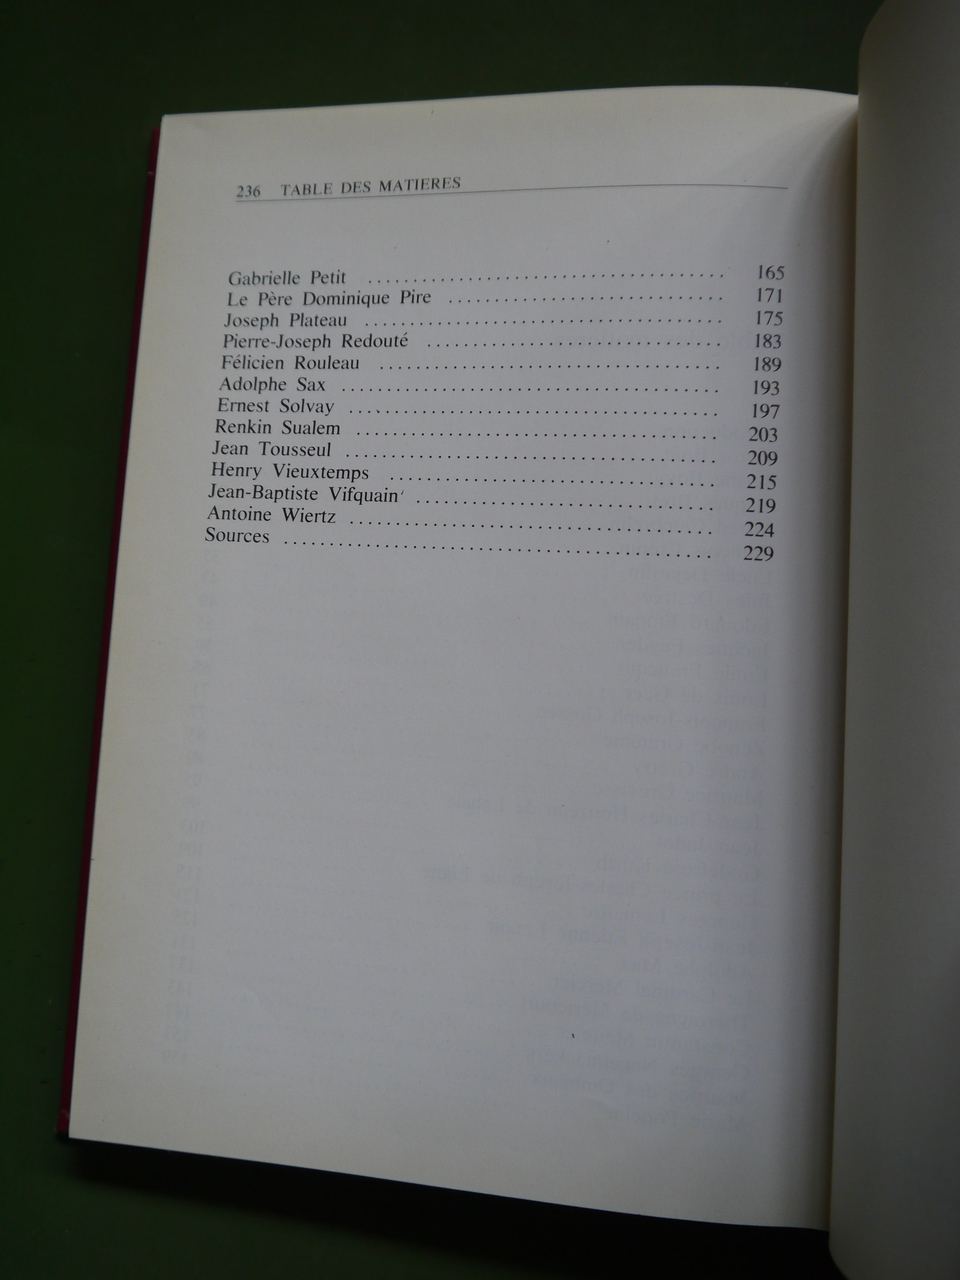 236 TABLE DES MATIERES
Gabrielle Petit ........................................ 165
Le Père Dominique Pire ............................... 171
Joseph Plateau ........................................ 175
Pierre-Joseph Redouté ................................. 183
Félicien Rouleau ...................................... 189
Adolphe Sax .......................................... 193
Ernest Solvay ......................................... 197
Renkin Sualem ........................................ 203
Jean Tousseul ......................................... 209
Henry Vieuxtemps ..................................... 215
Jean-Baptiste Vifquain ................................. 219
Antoine Wiertz ........................................ 224
Sources ............................................... 229